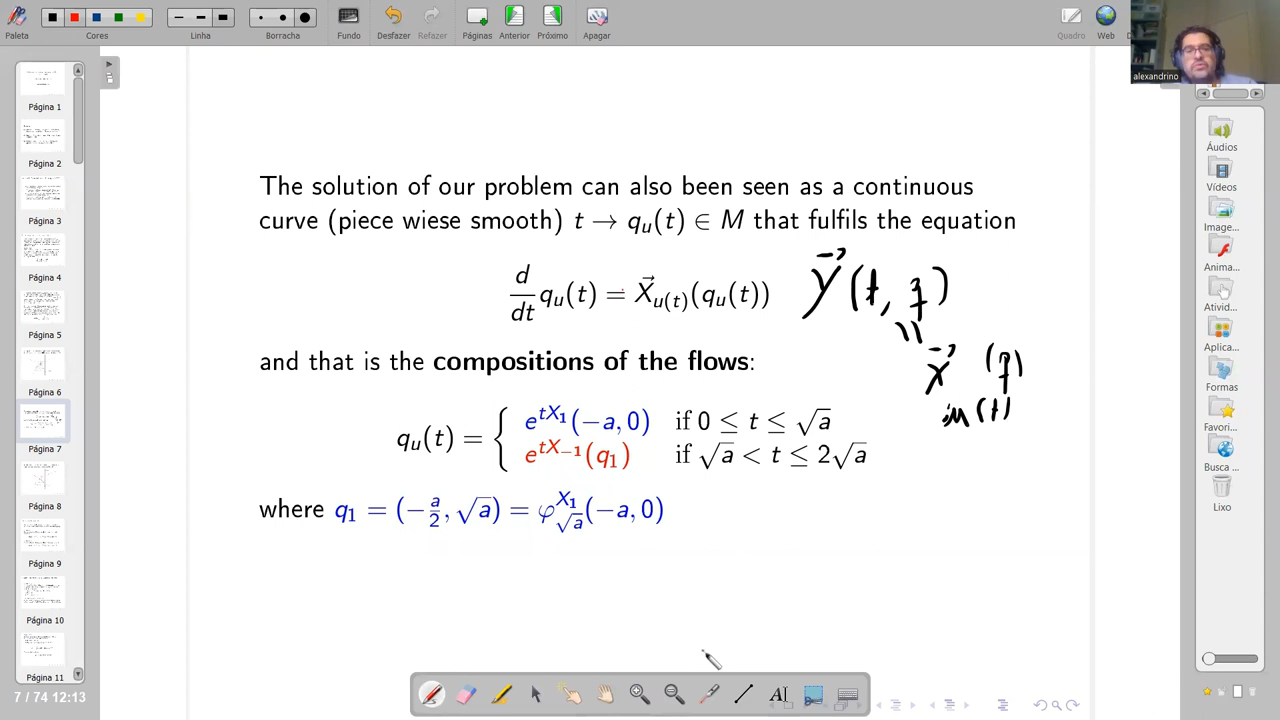 Paleta
Cores
Linha
Borracha
Fundo
Desfazer
Refazer
Páginas
Anterior
Próximo
Apagar
Quadro
Web
alexandrino
Página 1
Página 2
Página 3
Página 4
Página 5
Página 6
Página 7
Página 8
Página 9
Página 10
Página 11
The solution of our problem can also been seen as a continuous
curve (piece wiese smooth) t → q_u(t) ∈ M that fulfils the equation
d/dt q_u(t) = X⃗_{u(t)}(q_u(t))
Y⃗(t, q)
||
X⃗_{u(t)}(q)
and that is the compositions of the flows:
q_u(t) = { e^{tX_1}(−a, 0) if 0 ≤ t ≤ √a
e^{tX_{−1}}(q_1) if √a < t ≤ 2√a
where q_1 = (−a/2, √a) = φ^{X_1}_{√a}(−a, 0)
Áudios
Vídeos
Image...
Anima...
Ativid...
Aplica...
Formas
Favori...
Busca ...
Lixo
7 / 74 12:13
A